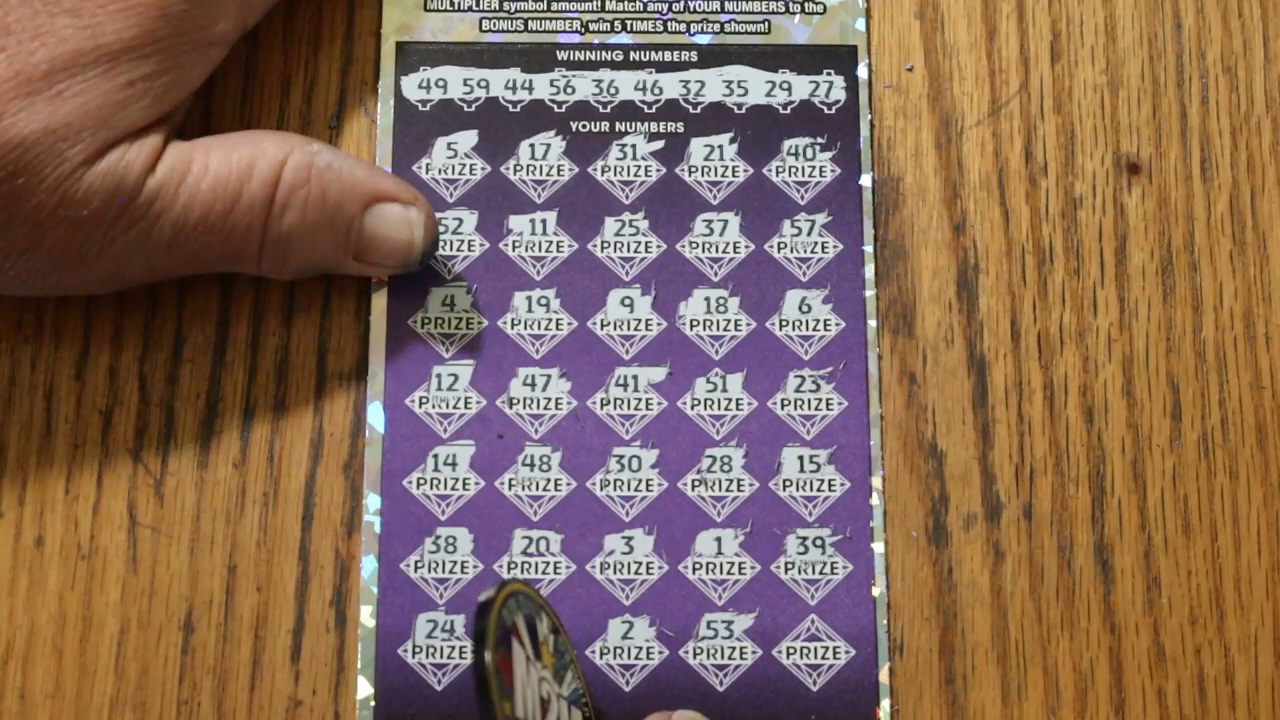 MULTIPLIER symbol amount! Match any of YOUR NUMBERS to the
BONUS NUMBER, win 5 TIMES the prize shown!
WINNING NUMBERS
49 59 44 56 36 46 32 35 29 27
YOUR NUMBERS
5 17 31 21 40
PRIZE PRIZE PRIZE PRIZE PRIZE
52 11 25 37 57
PRIZE PRIZE PRIZE PRIZE
4 19 9 18 6
PRIZE PRIZE PRIZE PRIZE PRIZE
12 47 41 51 23
PRIZE PRIZE PRIZE PRIZE PRIZE
14 48 30 28 15
PRIZE PRIZE PRIZE PRIZE PRIZE
38 20 3 1 39
PRIZE PRIZE PRIZE PRIZE PRIZE
24 2 53
PRIZE PRIZE PRIZE PRIZE